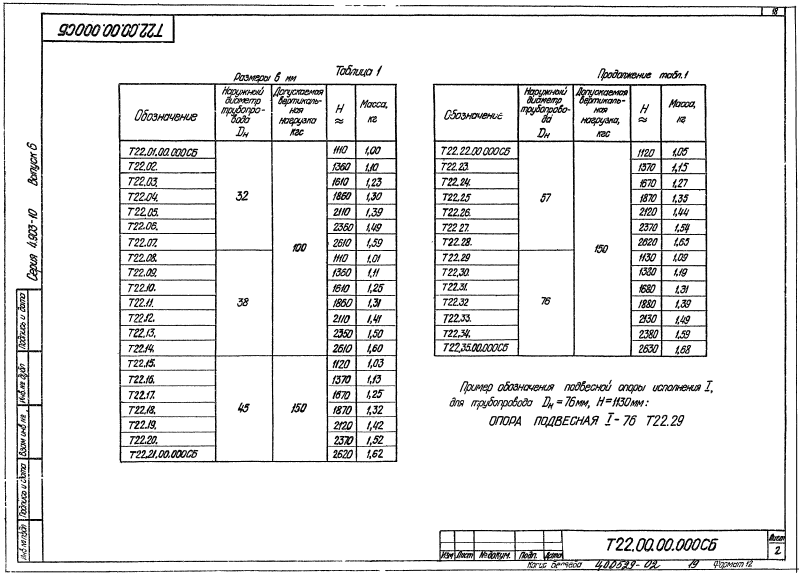 18
Т22.00.00.000СБ
Серия 4.903-10 Выпуск 6
Размеры в мм
Таблица 1
Обозначение | Наружный диаметр трубопровода Dн | Допускаемая вертикальная нагрузка кгс | H ≈ | Масса, кг
Т22.01.00.000СБ | 32 | 100 | 1110 | 1,00
Т22.02. | 1360 | 1,10
Т22.03. | 1610 | 1,23
Т22.04. | 1860 | 1,30
Т22.05. | 2110 | 1,39
Т22.06. | 2360 | 1,49
Т22.07. | 2610 | 1,59
Т22.08. | 38 | 1110 | 1,01
Т22.09. | 1360 | 1,11
Т22.10. | 1610 | 1,25
Т22.11. | 1860 | 1,31
Т22.12. | 2110 | 1,41
Т22.13. | 2360 | 1,50
Т22.14. | 2610 | 1,60
Т22.15. | 45 | 150 | 1120 | 1,03
Т22.16. | 1370 | 1,13
Т22.17. | 1670 | 1,25
Т22.18. | 1870 | 1,32
Т22.19. | 2120 | 1,42
Т22.20. | 2370 | 1,52
Т22.21.00.000СБ | 2620 | 1,62
Продолжение табл.1
Обозначение | Наружный диаметр трубопровода Dн | Допускаемая вертикальная нагрузка, кгс | H ≈ | Масса, кг
Т22.22.00.000СБ | 57 | 150 | 1120 | 1,05
Т22.23. | 1370 | 1,15
Т22.24. | 1670 | 1,27
Т22.25 | 1870 | 1,35
Т22.26. | 2120 | 1,44
Т22.27. | 2370 | 1,54
Т22.28. | 2620 | 1,63
Т22.29 | 76 | 1130 | 1,09
Т22.30. | 1380 | 1,19
Т22.31. | 1680 | 1,31
Т22.32 | 1880 | 1,39
Т22.33. | 2130 | 1,49
Т22.34. | 2380 | 1,59
Т22.35.00.000СБ | 2630 | 1,68
Пример обозначения подвесной опоры исполнения I,
для трубопровода Dн = 76мм, H = 1130мм:
ОПОРА ПОДВЕСНАЯ I - 76 Т22.29
Подпись и дата
Инв.№ дубл
Взам инв №
Подпись и дата
Инв № подл
Изм Лист № докум. Подп. Дата
Т22.00.00.000СБ
Лист
2
400529-02 19 Формат 12